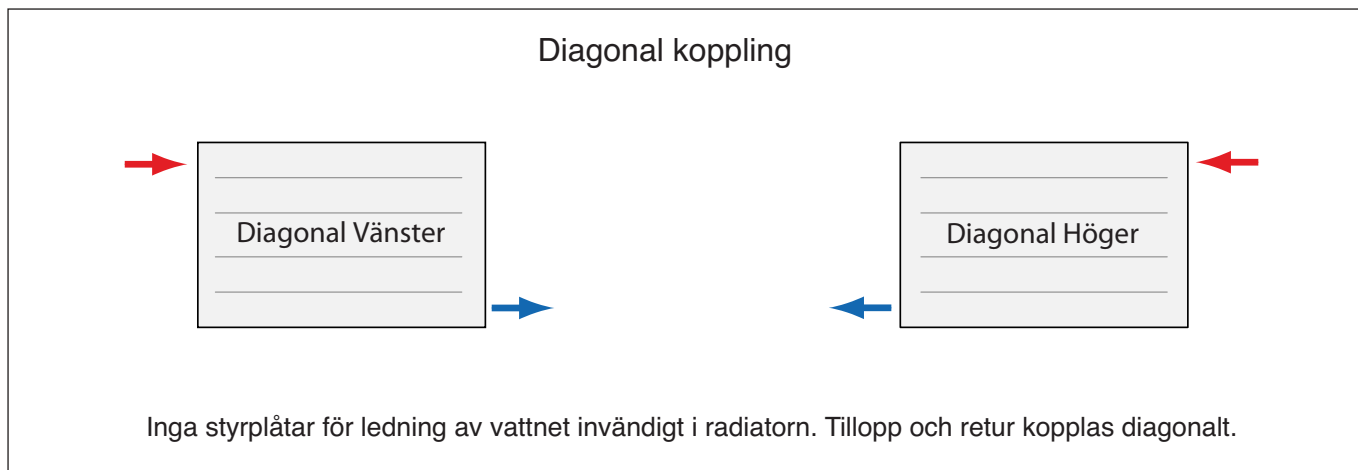 Diagonal koppling
Diagonal Vänster
Diagonal Höger
Inga styrplåtar för ledning av vattnet invändigt i radiatorn. Tillopp och retur kopplas diagonalt.